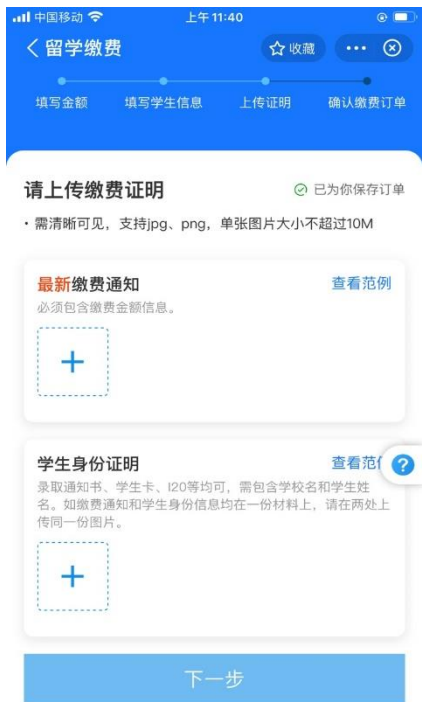 中国移动 上午11:40
留学缴费 收藏
填写金额 填写学生信息 上传证明 确认缴费订单
请上传缴费证明 已为你保存订单
· 需清晰可见，支持jpg、png，单张图片大小不超过10M
最新缴费通知 查看范例
必须包含缴费金额信息。
学生身份证明 查看范
录取通知书、学生卡、I20等均可，需包含学校名和学生姓
名。如缴费通知和学生身份信息均在一份材料上，请在两处上
传同一份图片。
下一步